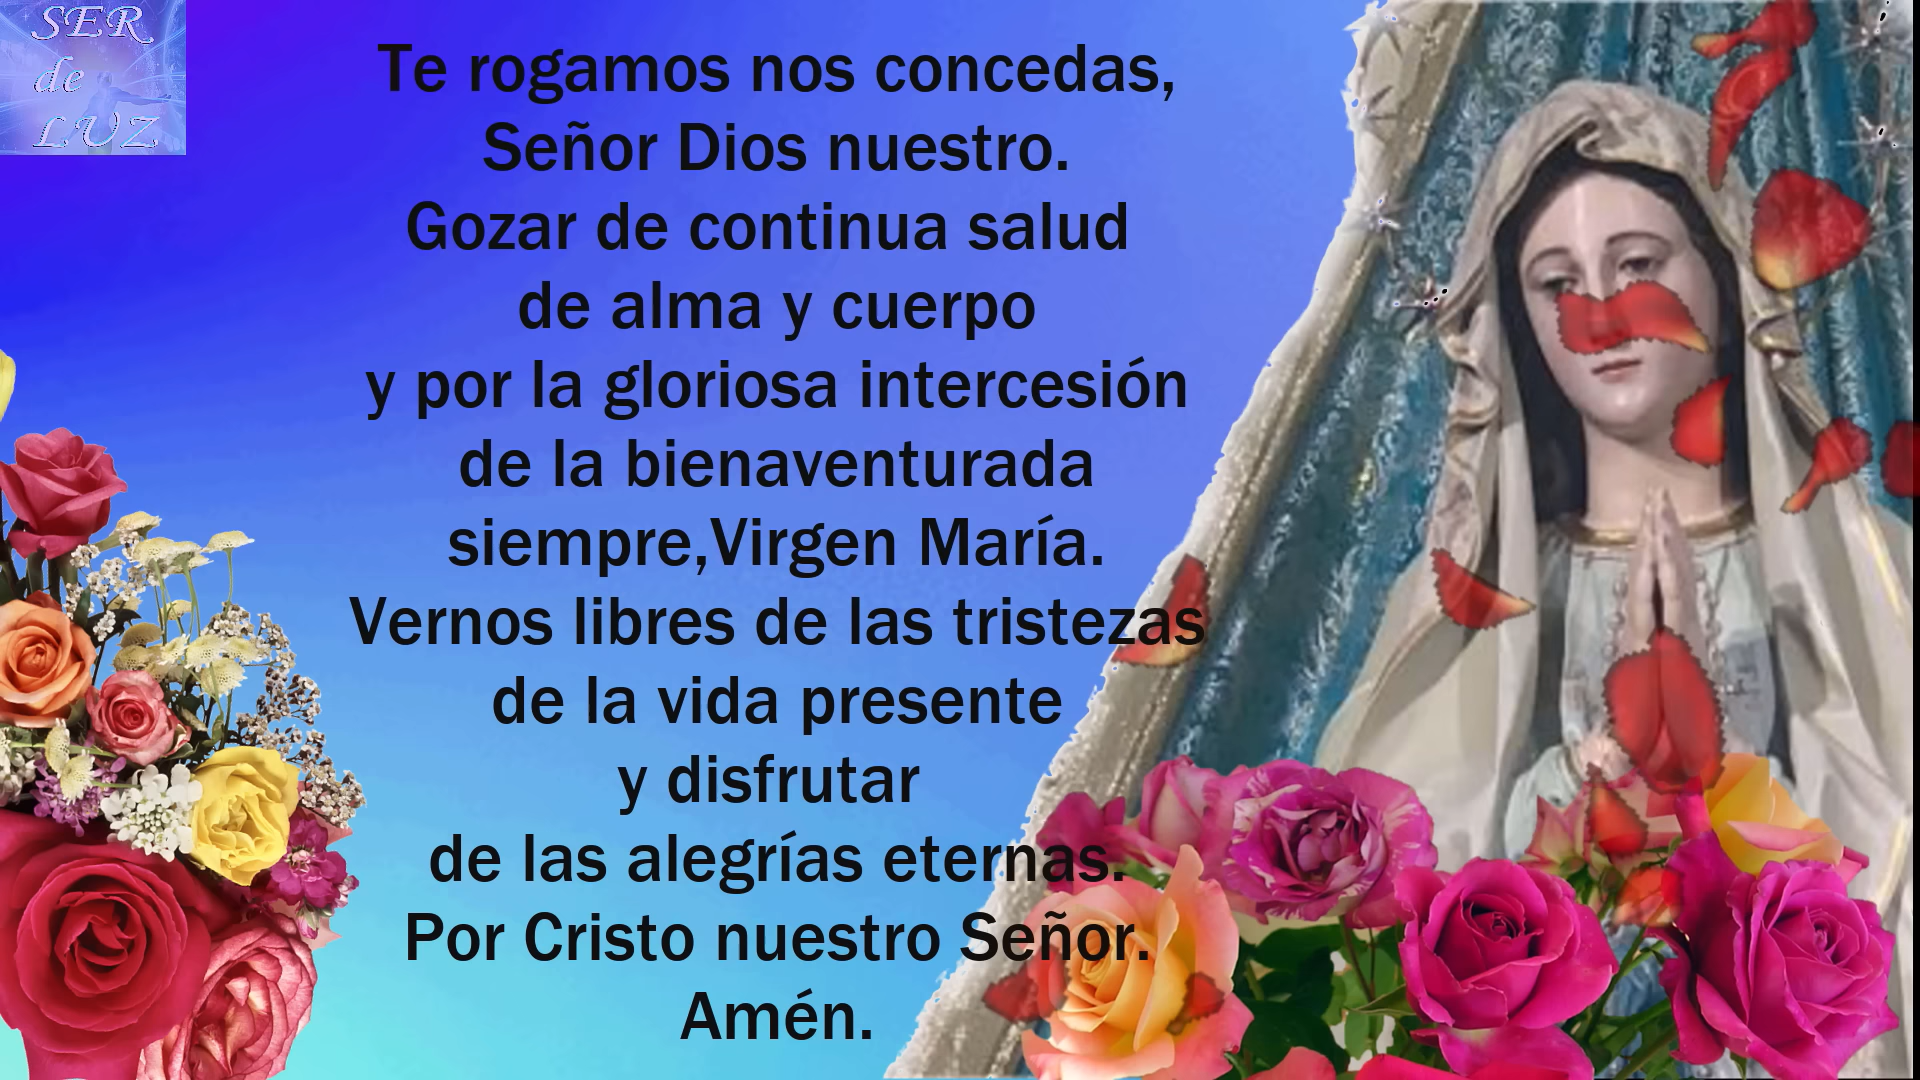 SER
de
LUZ
Te rogamos nos concedas,
Señor Dios nuestro.
Gozar de continua salud
de alma y cuerpo
y por la gloriosa intercesión
de la bienaventurada
siempre,Virgen María.
Vernos libres de las tristezas
de la vida presente
y disfrutar
de las alegrías eternas.
Por Cristo nuestro Señor.
Amén.